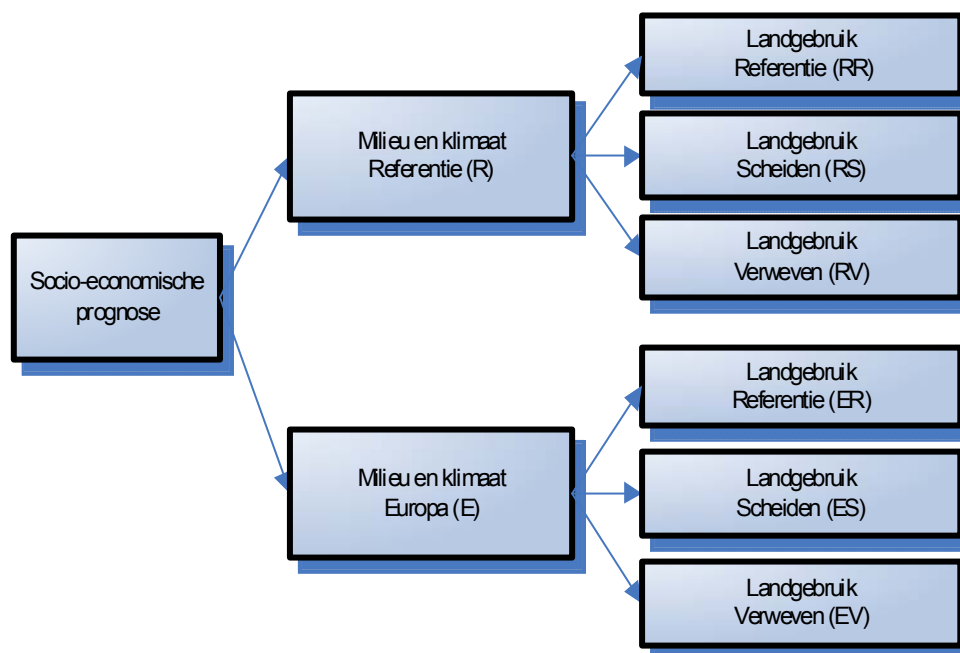 Socio-economische
prognose
Milieu en klimaat
Referentie (R)
Landgebruik
Referentie (RR)
Landgebruik
Scheiden (RS)
Landgebruik
Verweven (RV)
Milieu en klimaat
Europa (E)
Landgebruik
Referentie (ER)
Landgebruik
Scheiden (ES)
Landgebruik
Verweven (EV)